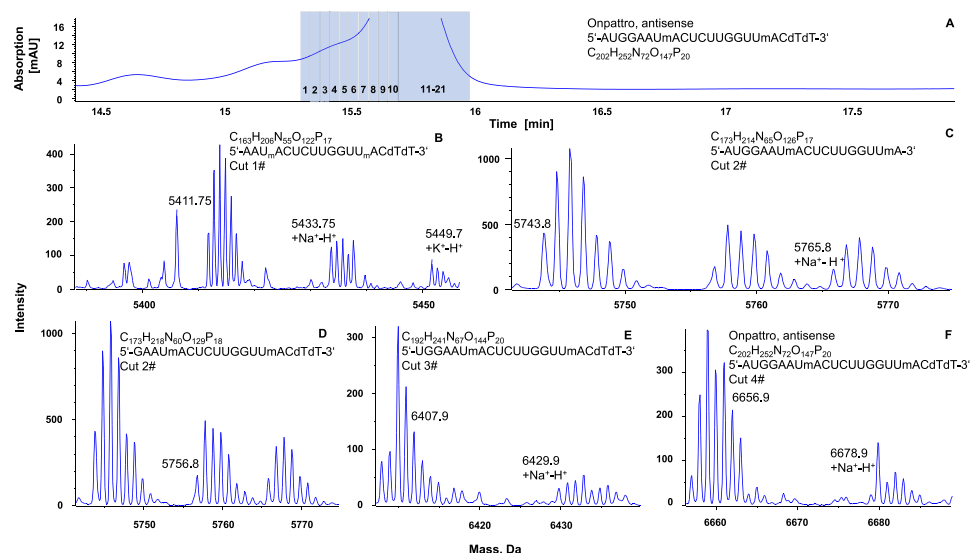 Absorption
[mAU]
16
12
8
4
0
Onpattro, antisense
A
5'-AUGGAAUmACUCUUGGUUmACdTdT-3'
C₂₀₂H₂₅₂N₇₂O₁₄₇P₂₀
1 2 3 4 5 6 7 8 9 10 11-21
14.5 15 15.5 16 16.5 17 17.5
Time [min]
C₁₆₃H₂₀₆N₅₅O₁₂₂P₁₇
B
5'-AAUₘACUCUUGGUUₘACdTdT-3'
Cut 1#
400
300
200
100
0
5411.75
5433.75
+Na⁺-H⁺
5449.7
+K⁺-H⁺
5400 5450
C₁₇₃H₂₁₄N₆₅O₁₂₆P₁₇
C
5'-AUGGAAUmACUCUUGGUUmA-3'
Cut 2#
1000
500
0
5743.8
5765.8
+Na⁺- H⁺
5750 5760 5770
Intensity
C₁₇₃H₂₁₈N₆₀O₁₂₉P₁₈
D
5'-GAAUmACUCUUGGUUmACdTdT-3'
Cut 2#
1000
500
0
5756.8
5750 5760 5770
C₁₉₂H₂₄₁N₆₇O₁₄₄P₂₀
E
5'-UGGAAUmACUCUUGGUUmACdTdT-3'
Cut 3#
300
200
100
0
6407.9
6429.9
+Na⁺-H⁺
6420 6430
Onpattro, antisense
F
C₂₀₂H₂₅₂N₇₂O₁₄₇P₂₀
5'-AUGGAAUmACUCUUGGUUmACdTdT-3'
Cut 4#
300
200
100
0
6656.9
6678.9
+Na⁺-H⁺
6660 6670 6680
Mass, Da